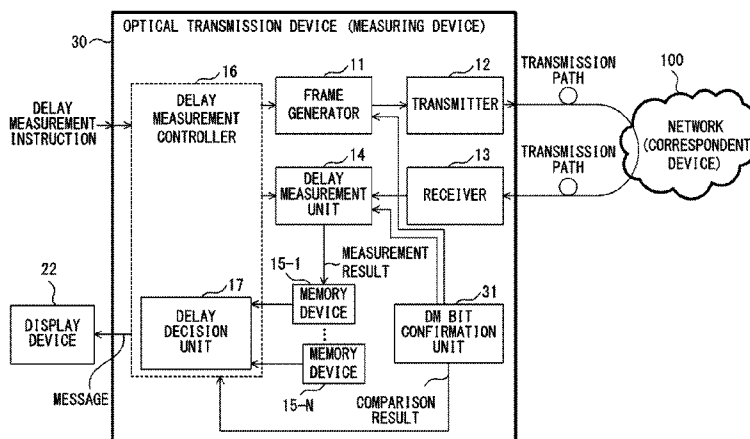 OPTICAL TRANSMISSION DEVICE (MEASURING DEVICE)
30
16
11
12
TRANSMISSION
PATH
100
DELAY
MEASUREMENT
INSTRUCTION
DELAY
MEASUREMENT
CONTROLLER
FRAME
GENERATOR
TRANSMITTER
NETWORK
(CORRESPONDENT
DEVICE)
14
13
TRANSMISSION
PATH
DELAY
MEASUREMENT
UNIT
RECEIVER
MEASUREMENT
RESULT
15-1
22
17
31
MEMORY
DEVICE
DISPLAY
DEVICE
DELAY
DECISION
UNIT
DM BIT
CONFIRMATION
UNIT
MEMORY
DEVICE
MESSAGE
15-N
COMPARISON
RESULT